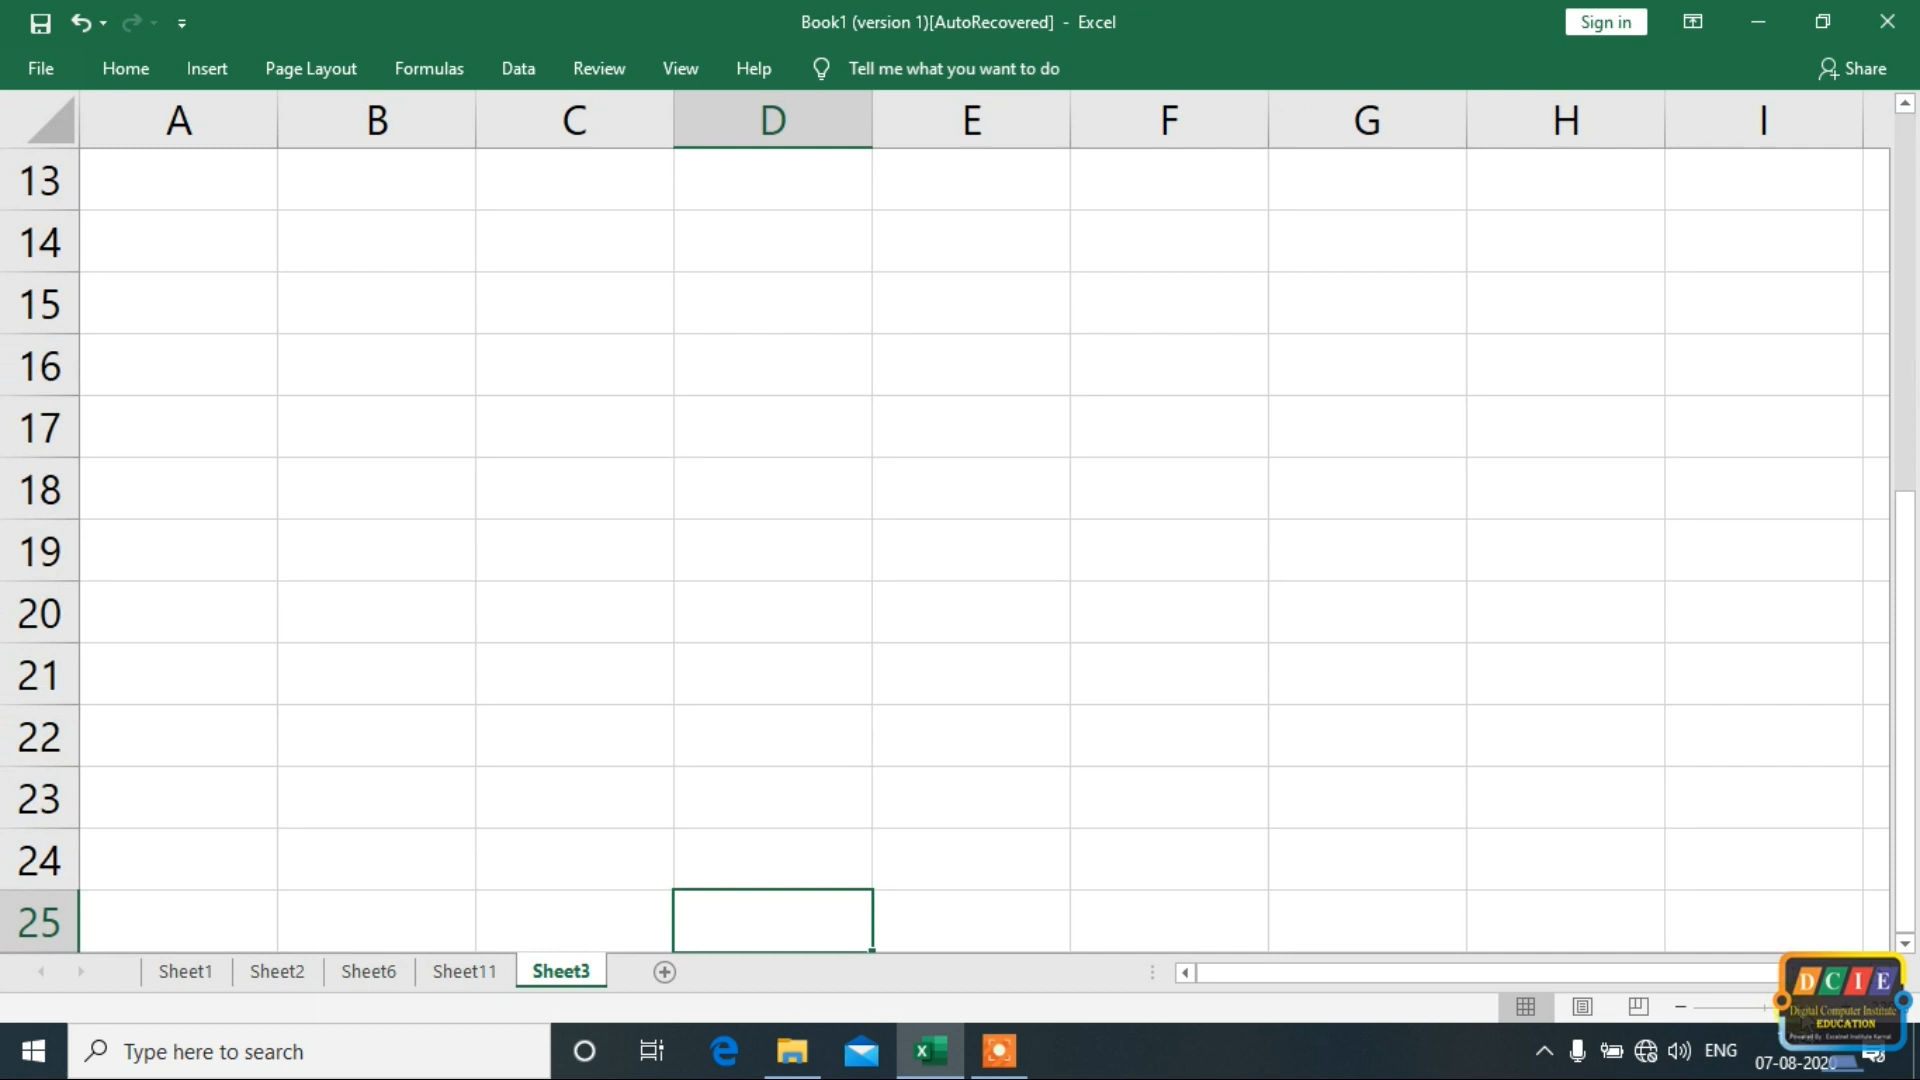 Book1 (version 1)[AutoRecovered] - Excel
Sign in
File Home Insert Page Layout Formulas Data Review View Help Tell me what you want to do Share
A B C D E F G H I
13
14
15
16
17
18
19
20
21
22
23
24
25
Sheet1 Sheet2 Sheet6 Sheet11 Sheet3
DCIE
Digital Computer Institute
EDUCATION
Type here to search
ENG
07-08-2020